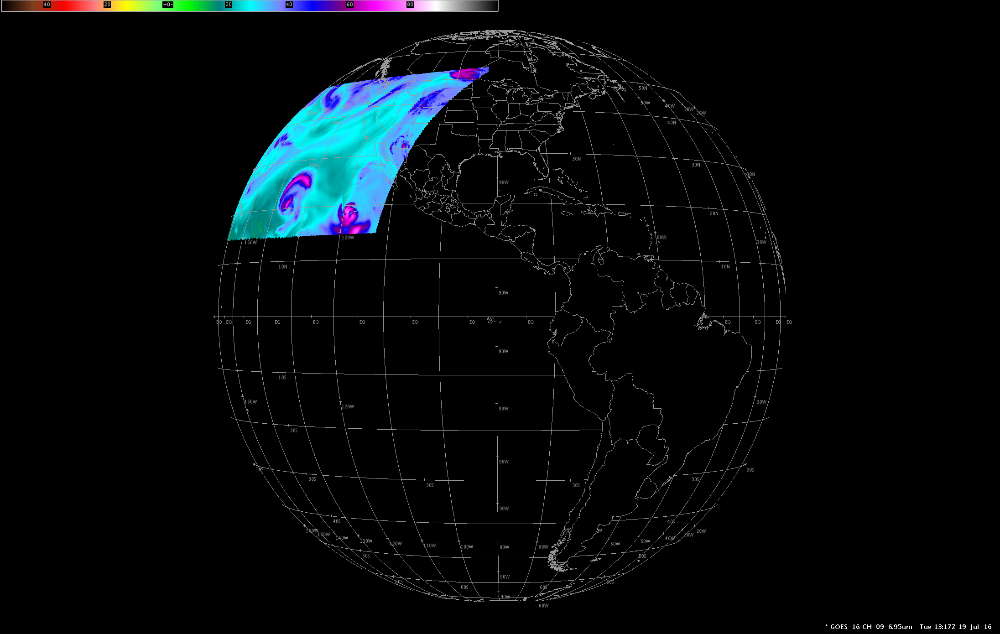 40 20 +0- 20 40 60 80
50N
50W 40W 30W 20W
40N
30N 30N 30N
30N
90W
20N
120W 60W
150W 30W
10N 10N
90W
EQ EQ EQ EQ EQ EQ EQ EQ EQ EQ EQ EQ EQ
90W
10S
150W 30W
120W 90W
20S
90W
30S 30S
30S 30S
30S 30S
90W
40S 40S
160W 150W 20W
140W 130W 120W 110W 100W 90W 80W 60W 50W 40W 30W
50S 50S
90W
60S 60S
60S 60S
90W
60W
* GOES-16 CH-09-6.95um Tue 13:17Z 19-Jul-16